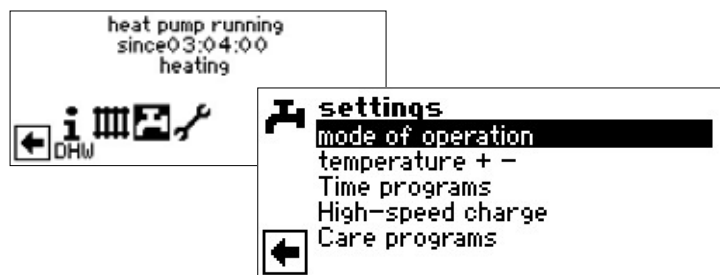 heat pump running
since03:04:00
heating
DHW
settings
mode of operation
temperature + -
Time programs
High-speed charge
Care programs